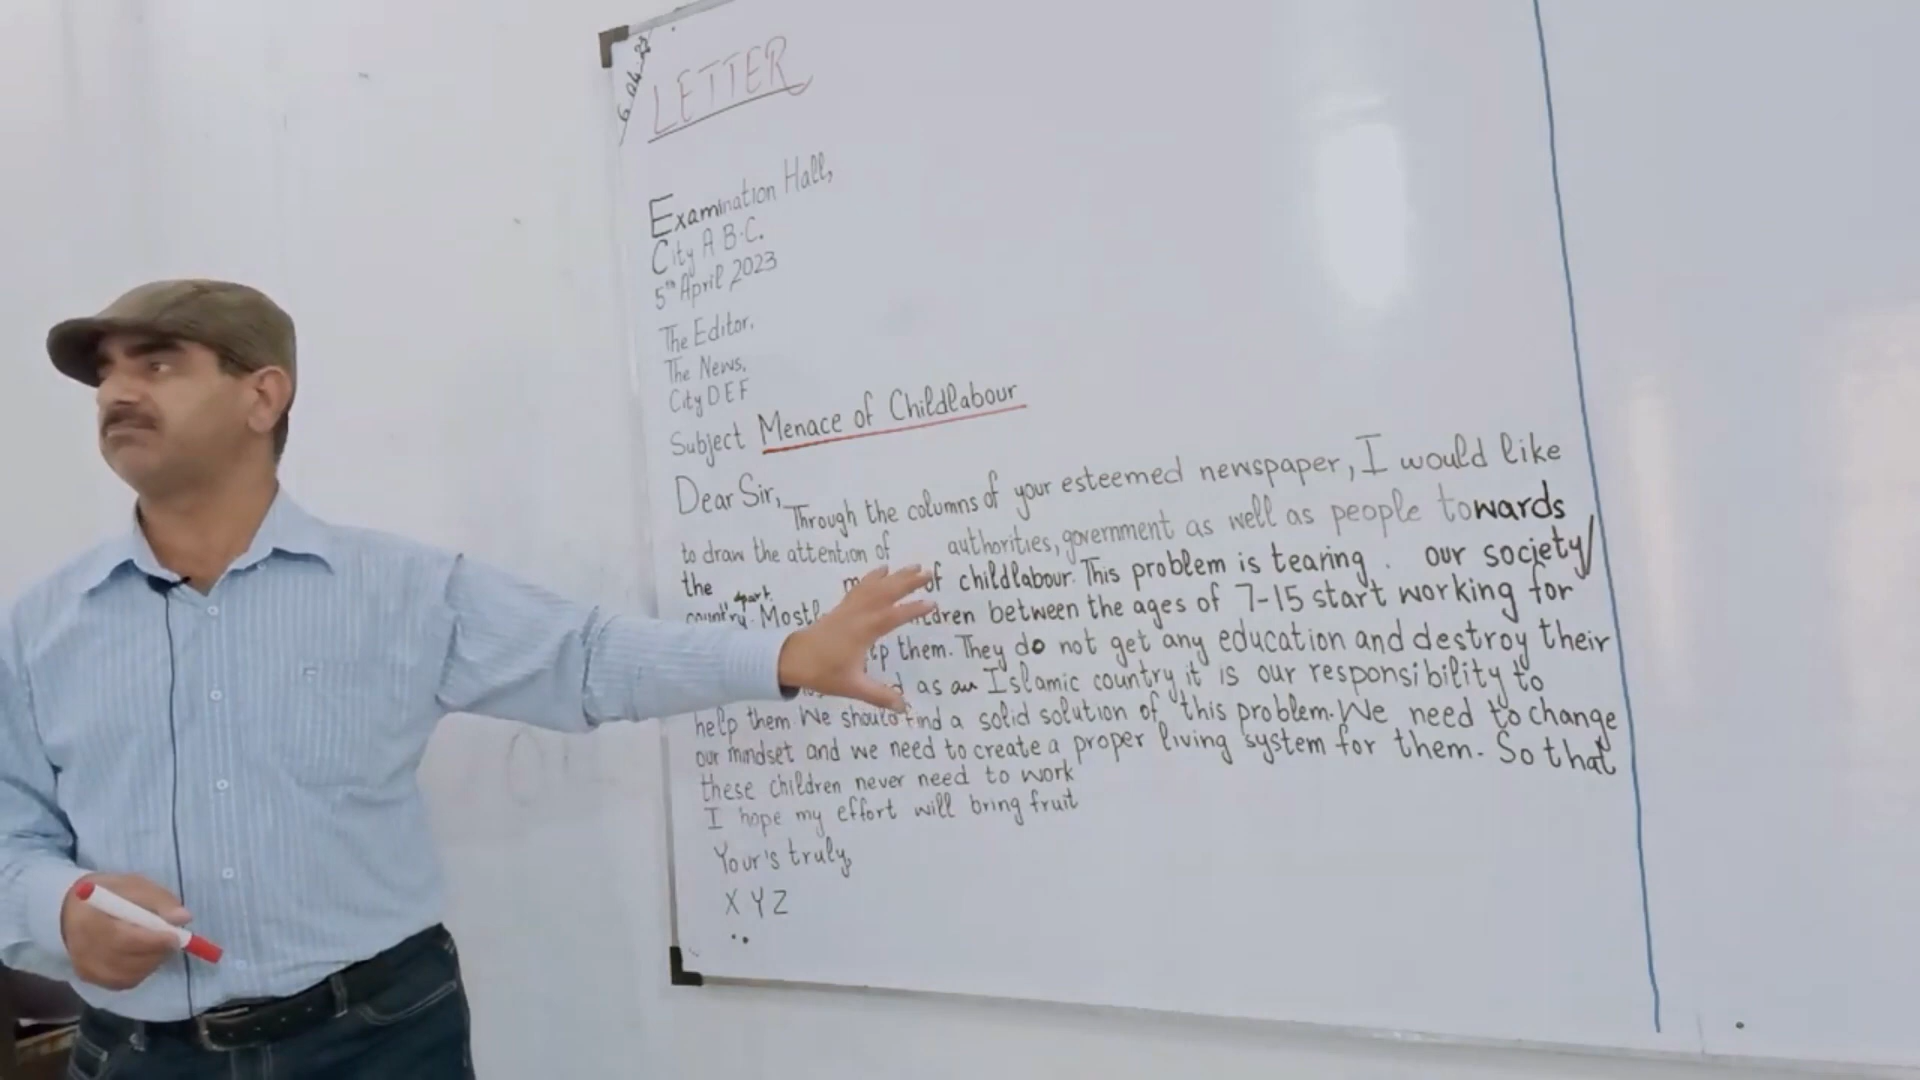 LETTER
Examination Hall,
City A B.C.
5th April 2023
The Editor,
The News,
City DEF
Subject Menace of Childlabour
Dear Sir,
Through the columns of your esteemed newspaper, I would like
to draw the attention of authorities, government as well as people towards
the of childlabour. This problem is tearing . our society/
apart.
country. between the ages of 7-15 start working for
them. They do not get any education and destroy their
as an Islamic country it is our responsibility to
help them. We should find a solid solution of this problem. We need to change
our mindset and we need to create a proper living system for them. So that
these children never need to work
I hope my effort will bring fruit
Your's truly,
X Y Z